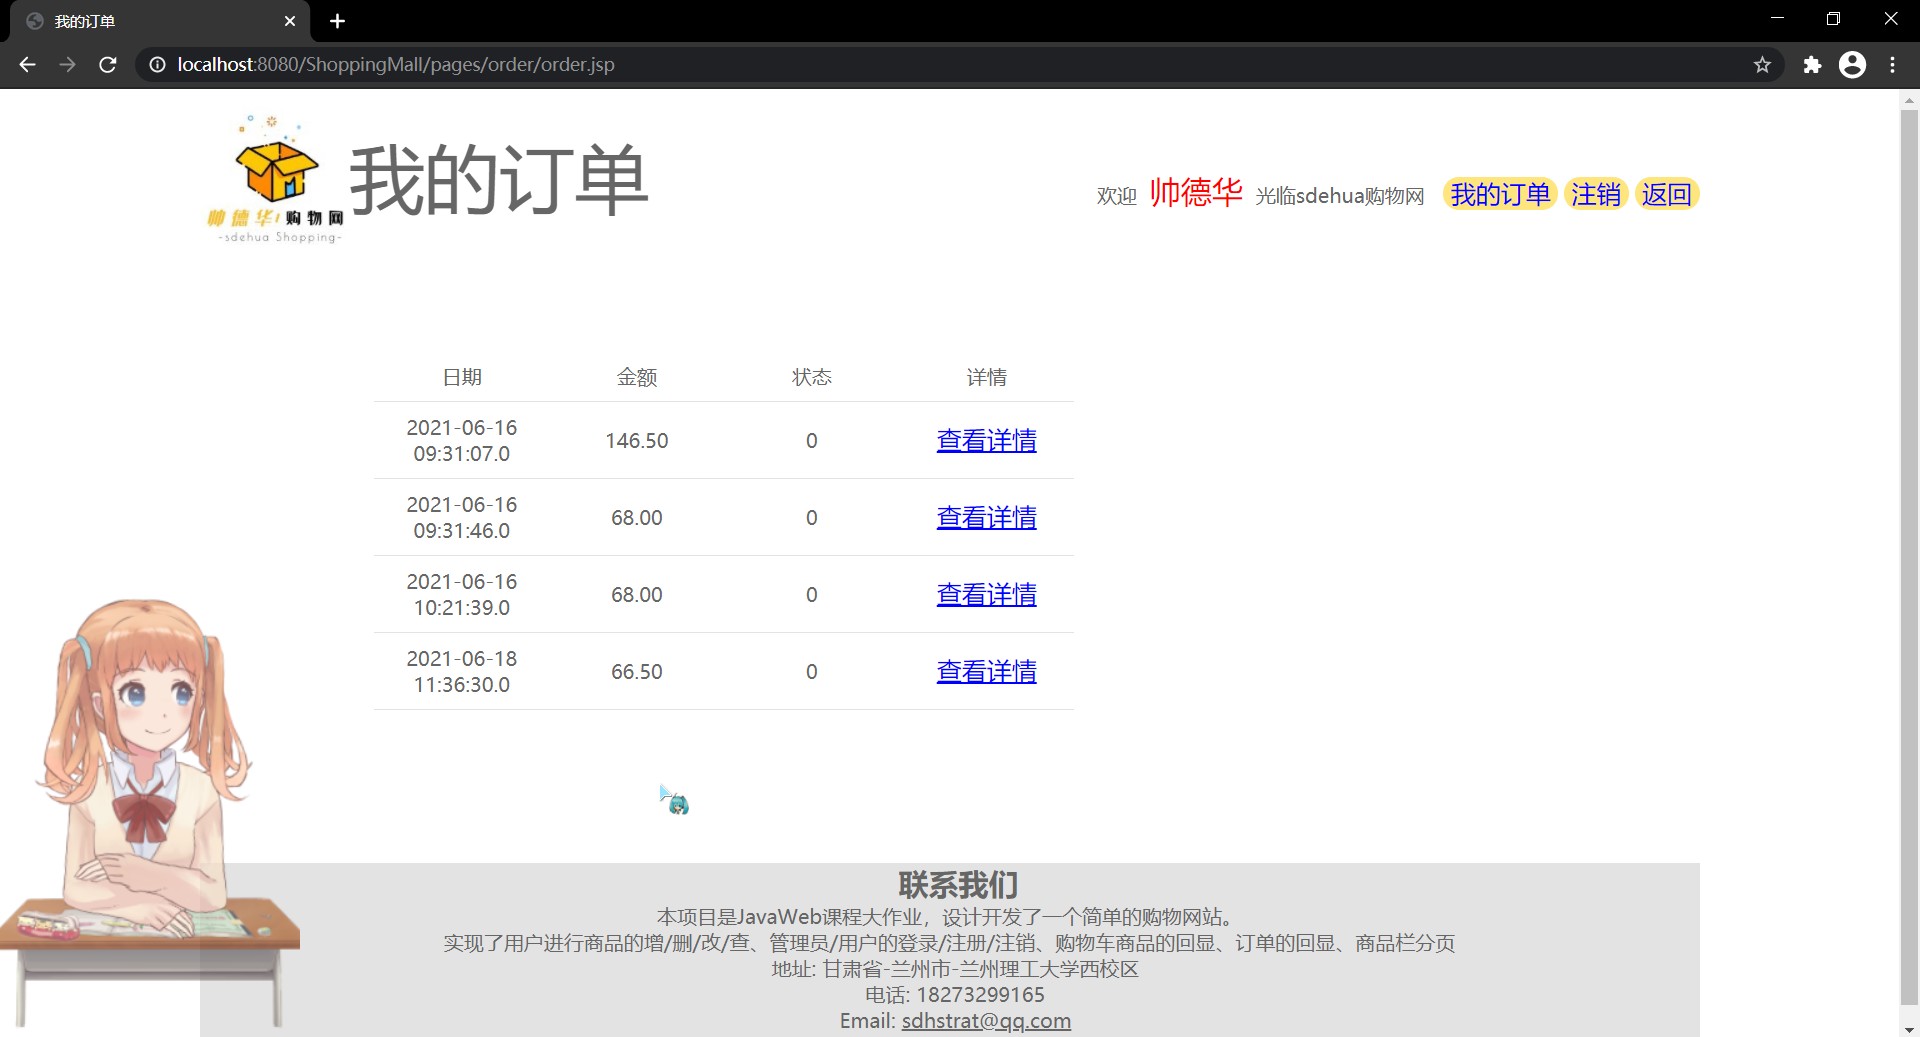 我的订单
localhost:8080/ShoppingMall/pages/order/order.jsp
帅德华 购物网
-sdehua Shopping-
我的订单
欢迎 帅德华 光临sdehua购物网 我的订单 注销 返回
日期 金额 状态 详情
2021-06-16
09:31:07.0
146.50 0 查看详情
2021-06-16
09:31:46.0
68.00 0 查看详情
2021-06-16
10:21:39.0
68.00 0 查看详情
2021-06-18
11:36:30.0
66.50 0 查看详情
联系我们
本项目是JavaWeb课程大作业，设计开发了一个简单的购物网站。
实现了用户进行商品的增/删/改/查、管理员/用户的登录/注册/注销、购物车商品的回显、订单的回显、商品栏分页
地址: 甘肃省-兰州市-兰州理工大学西校区
电话: 18273299165
Email: sdhstrat@qq.com